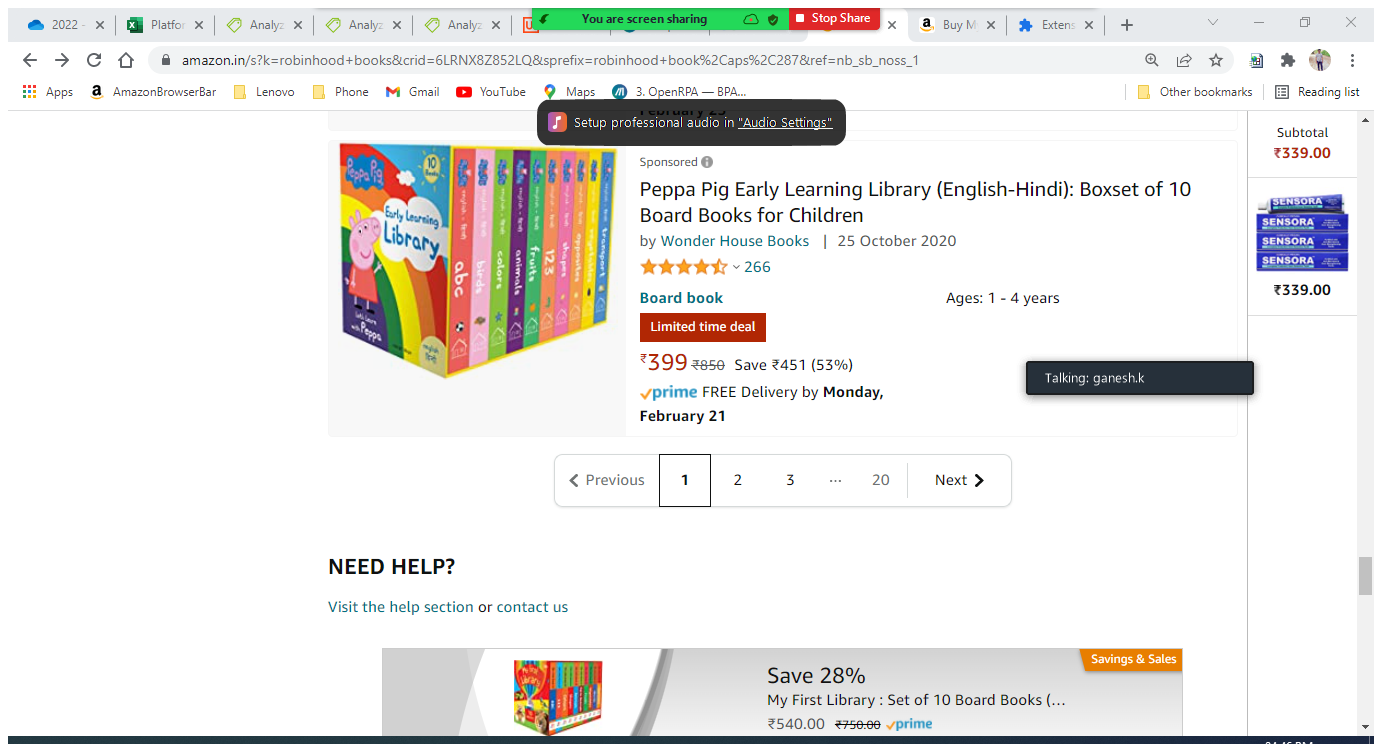 2022 -
Platfor
Analyz
Analyz
Analyz
You are screen sharing
Stop Share
Buy M
Extens
amazon.in/s?k=robinhood+books&crid=6LRNX8Z852LQ&sprefix=robinhood+book%2Caps%2C287&ref=nb_sb_noss_1
Apps
AmazonBrowserBar
Lenovo
Phone
Gmail
YouTube
Maps
3. OpenRPA — BPA...
Other bookmarks
Reading list
February 23
Setup professional audio in "Audio Settings"
Subtotal
₹339.00
SENSORA
SENSORA
SENSORA
SENSORA
₹339.00
Peppa Pig
10
Books
Early Learning
Library
Let's Learn
with Peppa
english
हिन्दी
abc
birds
colors
animals
fruits
123
shapes
opposites
vegetables
transport
Sponsored
Peppa Pig Early Learning Library (English-Hindi): Boxset of 10
Board Books for Children
by Wonder House Books | 25 October 2020
266
Board book
Ages: 1 - 4 years
Limited time deal
₹399 ₹850 Save ₹451 (53%)
prime FREE Delivery by Monday,
February 21
Talking: ganesh.k
Previous 1 2 3 ... 20 Next
NEED HELP?
Visit the help section or contact us
My First
Library
Save 28%
Savings & Sales
My First Library : Set of 10 Board Books (…
₹540.00 ₹750.00 prime